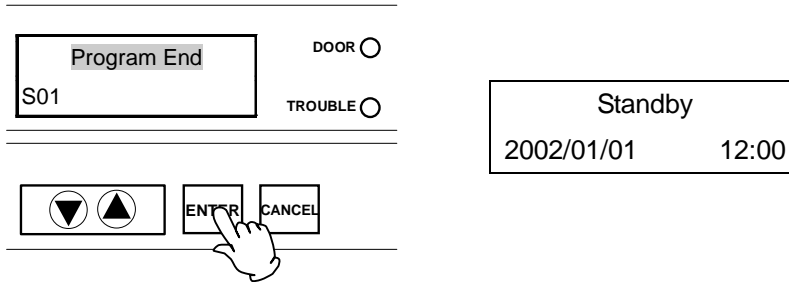 Program End
S01
DOOR
TROUBLE
ENTER
CANCEL
Standby
2002/01/01 12:00